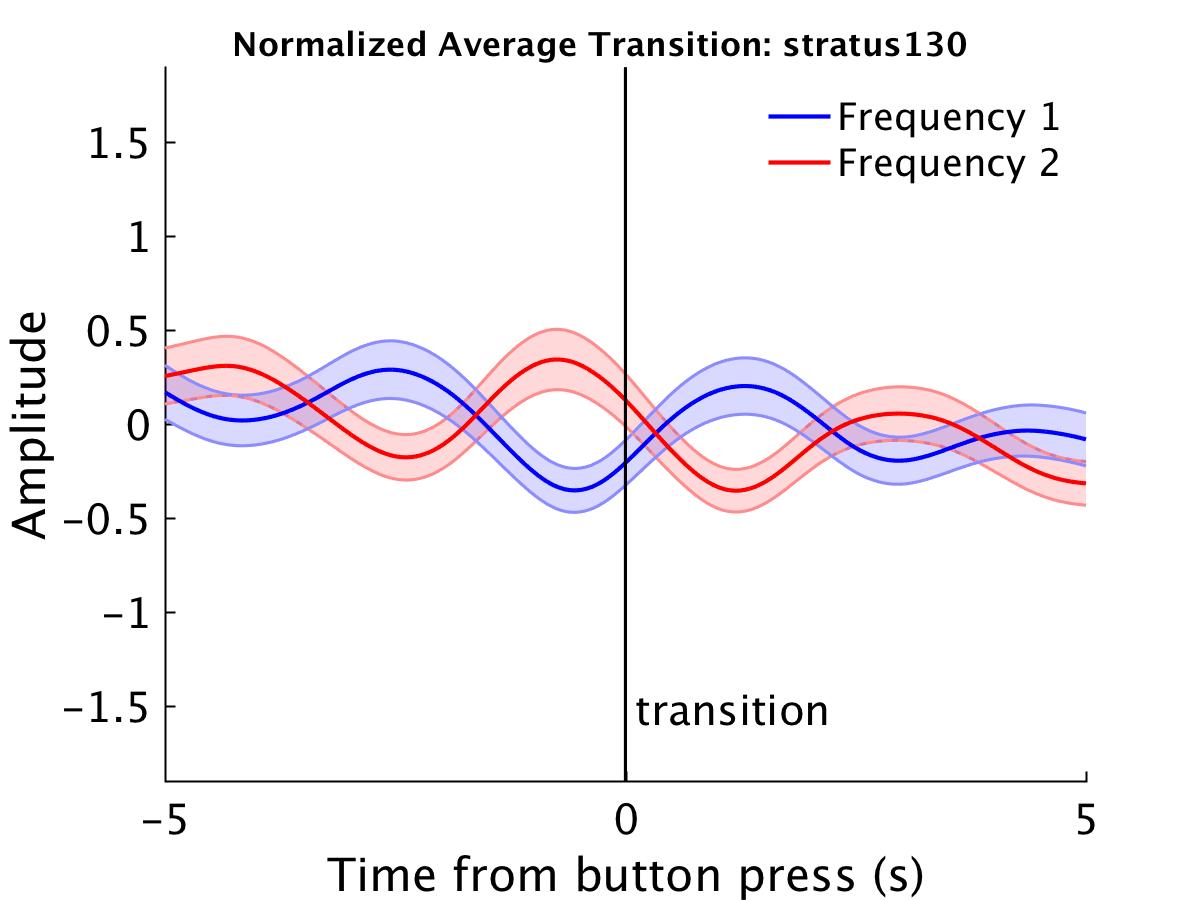 Normalized Average Transition: stratus130
Frequency 1
Frequency 2
1.5
1
0.5
0
−0.5
−1
−1.5
Amplitude
transition
−5
0
5
Time from button press (s)